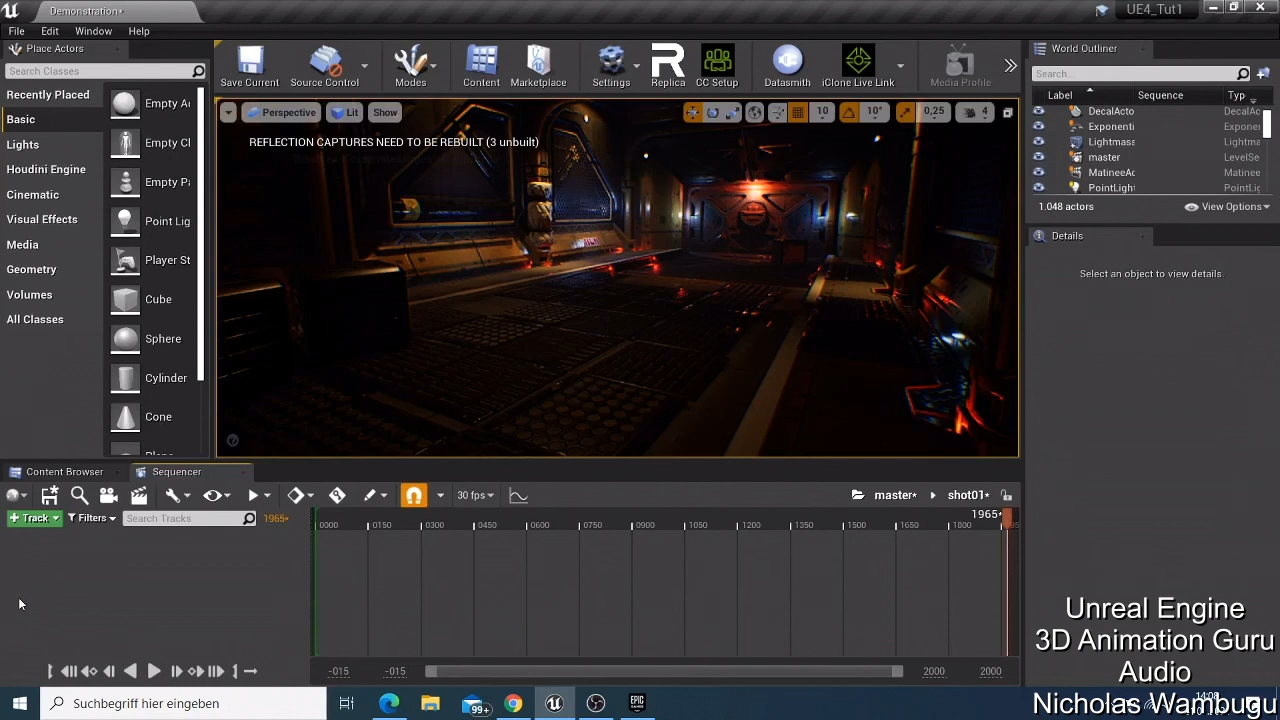 Demonstration*
UE4_Tut1
File Edit Window Help
Place Actors
Search Classes
Recently Placed
Basic
Lights
Houdini Engine
Cinematic
Visual Effects
Media
Geometry
Volumes
All Classes
Empty Ac
Empty Cl
Empty Pa
Point Lig
Player St
Cube
Sphere
Cylinder
Cone
Save Current Source Control Modes Content Marketplace Settings Replica CC Setup Datasmith iClone Live Link Media Profile
Perspective Lit Show 10 10° 0,25 4
REFLECTION CAPTURES NEED TO BE REBUILT (3 unbuilt)
World Outliner
Search...
Label Sequence Typ
DecalActo DecalAc
Exponenti Exponer
Lightmass Lightma
master LevelSe
MatineeAc Matinee
PointLight PointLig
1.048 actors View Options
Details
Select an object to view details.
Content Browser Sequencer
30 fps master* shot01*
Track Filters Search Tracks 1965*
1965*
0000 0150 0300 0450 0600 0750 0900 1050 1200 1350 1500 1650 1800
-015 -015 2000 2000
Unreal Engine
3D Animation Guru
Audio
Nicholas Wambugu
Suchbegriff hier eingeben
99+
EPIC GAMES